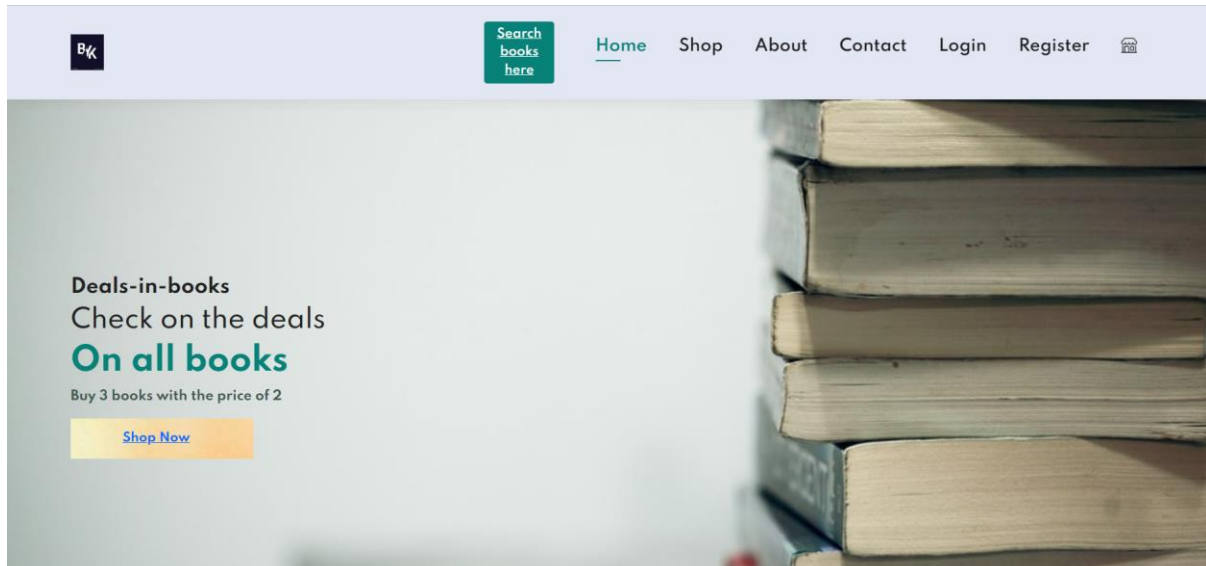 BK
Search
books
here
Home Shop About Contact Login Register
Deals-in-books
Check on the deals
On all books
Buy 3 books with the price of 2
Shop Now